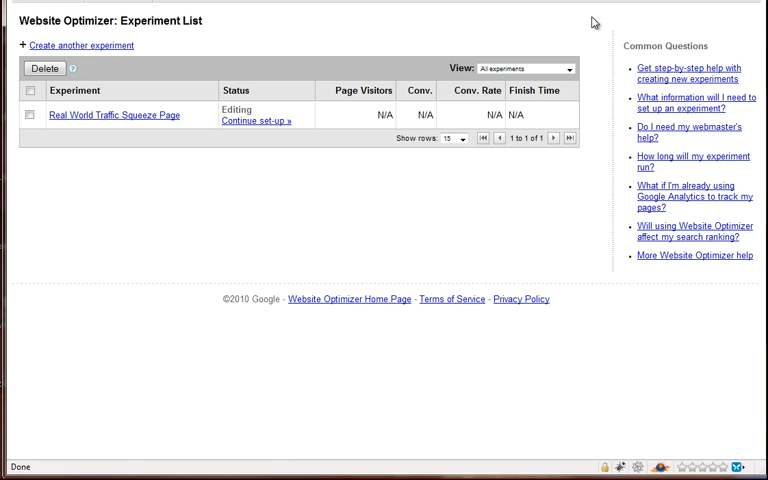 Website Optimizer: Experiment List
+ Create another experiment
Delete ?
View: All experiments
Experiment Status Page Visitors Conv. Conv. Rate Finish Time
Real World Traffic Squeeze Page Editing N/A N/A N/A N/A
Continue set-up »
Show rows: 15 1 to 1 of 1
Common Questions
Get step-by-step help with
creating new experiments
What information will I need to
set up an experiment?
Do I need my webmaster's
help?
How long will my experiment
run?
What if I'm already using
Google Analytics to track my
pages?
Will using Website Optimizer
affect my search ranking?
More Website Optimizer help
©2010 Google - Website Optimizer Home Page - Terms of Service - Privacy Policy
Done